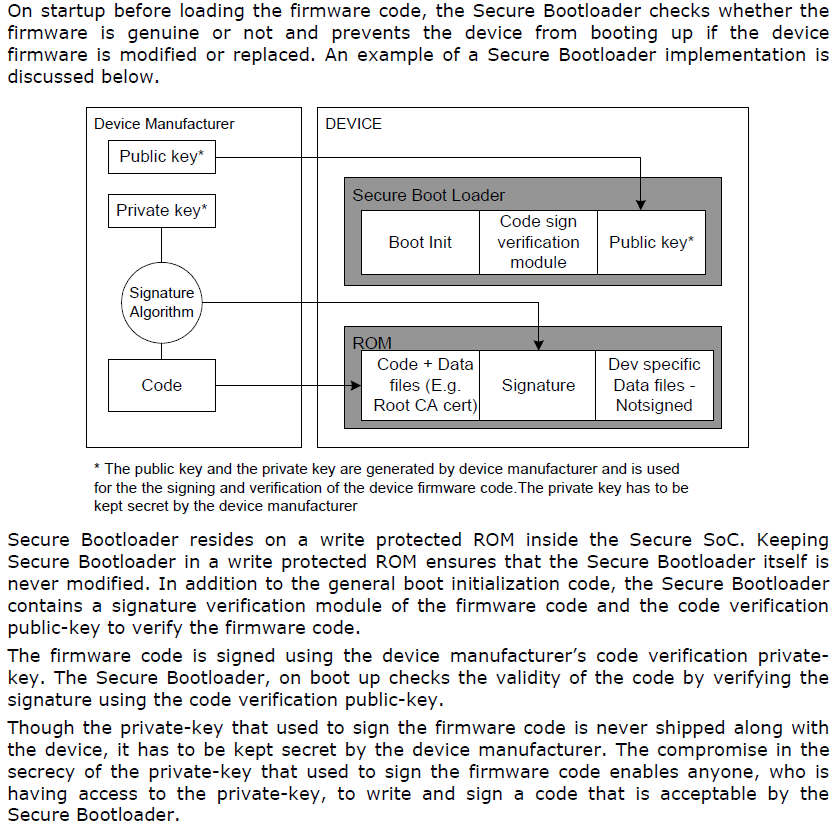 On startup before loading the firmware code, the Secure Bootloader checks whether the
firmware is genuine or not and prevents the device from booting up if the device
firmware is modified or replaced. An example of a Secure Bootloader implementation is
discussed below.
Device Manufacturer
DEVICE
Public key*
Private key*
Secure Boot Loader
Boot Init
Code sign
verification
module
Public key*
Signature
Algorithm
ROM
Code
Code + Data
files (E.g.
Root CA cert)
Signature
Dev specific
Data files -
Notsigned
* The public key and the private key are generated by device manufacturer and is used
for the the signing and verification of the device firmware code.The private key has to be
kept secret by the device manufacturer
Secure Bootloader resides on a write protected ROM inside the Secure SoC. Keeping
Secure Bootloader in a write protected ROM ensures that the Secure Bootloader itself is
never modified. In addition to the general boot initialization code, the Secure Bootloader
contains a signature verification module of the firmware code and the code verification
public-key to verify the firmware code.
The firmware code is signed using the device manufacturer’s code verification private-
key. The Secure Bootloader, on boot up checks the validity of the code by verifying the
signature using the code verification public-key.
Though the private-key that used to sign the firmware code is never shipped along with
the device, it has to be kept secret by the device manufacturer. The compromise in the
secrecy of the private-key that used to sign the firmware code enables anyone, who is
having access to the private-key, to write and sign a code that is acceptable by the
Secure Bootloader.